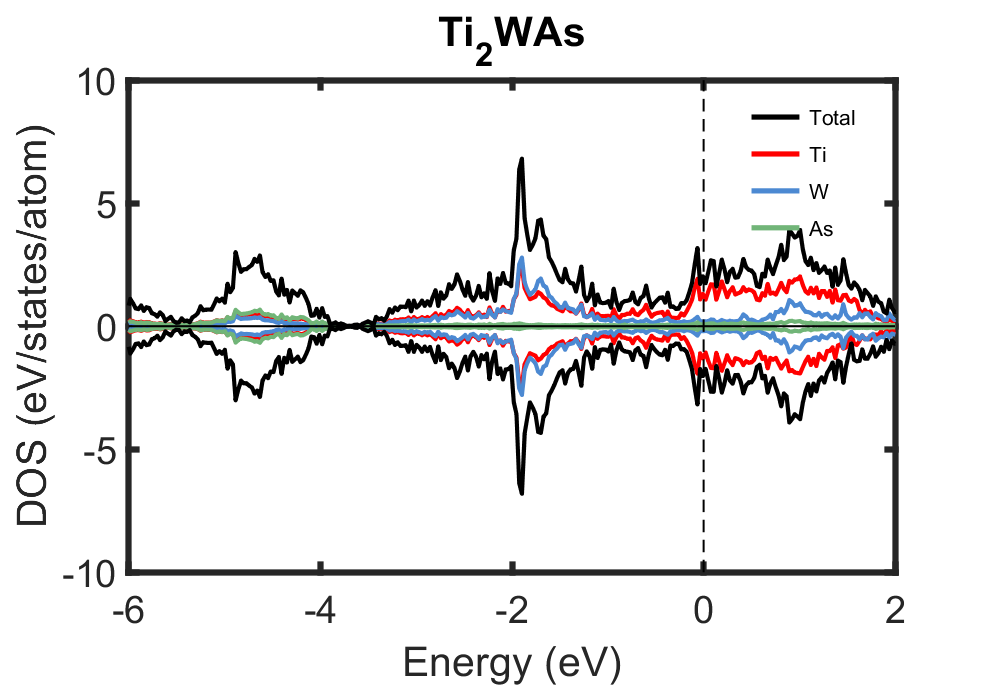 Ti₂WAs
DOS (eV/states/atom)
10
5
0
-5
-10
Total
Ti
W
As
-6 -4 -2 0 2
Energy (eV)